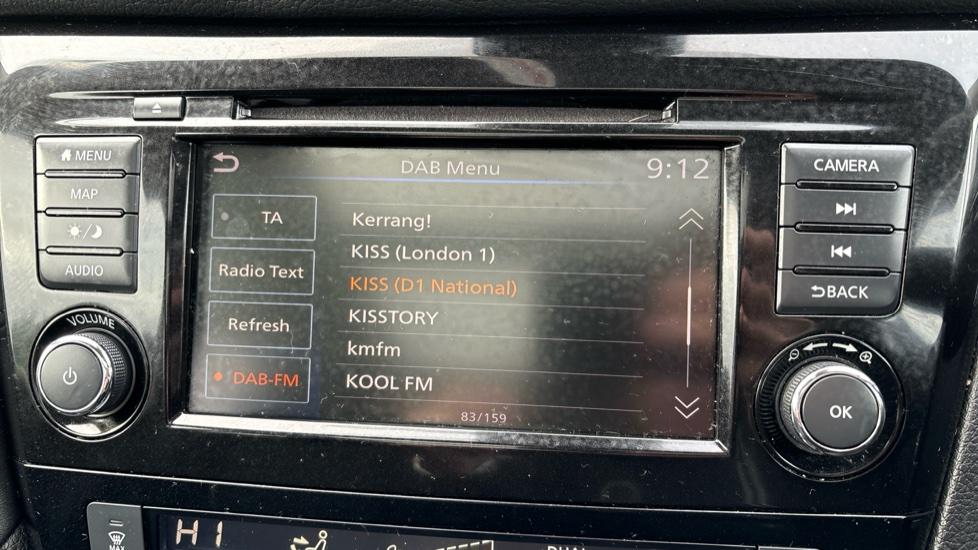 MENU
MAP
AUDIO
VOLUME
DAB Menu
9:12
TA
Radio Text
Refresh
DAB-FM
Kerrang!
KISS (London 1)
KISS (D1 National)
KISSTORY
kmfm
KOOL FM
83/159
CAMERA
BACK
OK
MAX
HI